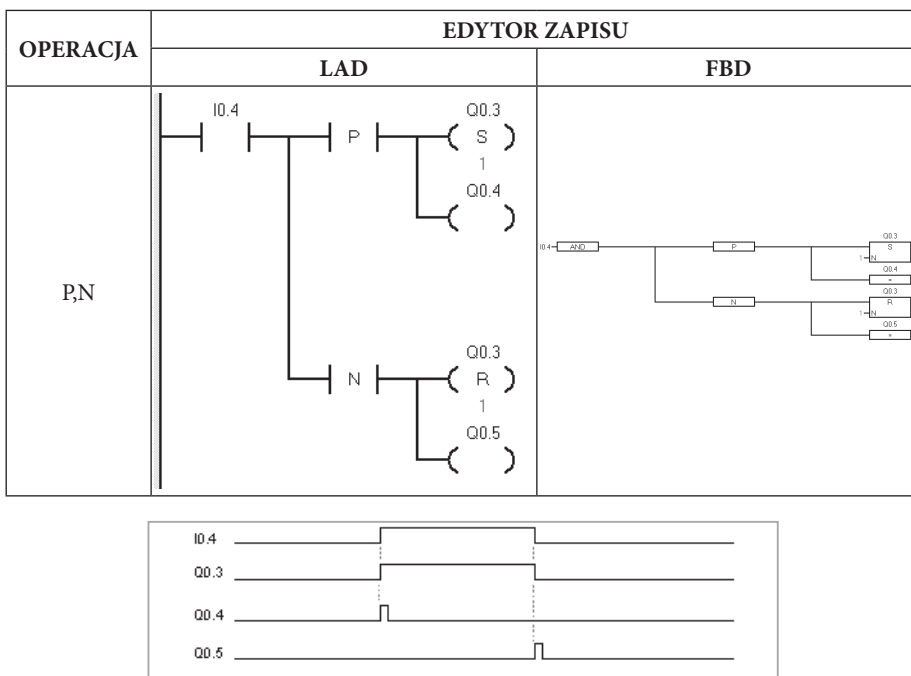 OPERACJA
EDYTOR ZAPISU
LAD
FBD
P,N
I0.4
P
Q0.3
S
1
Q0.4
N
Q0.3
R
1
Q0.5
I0.4
AND
P
Q0.3
S
1
N
Q0.4
=
N
Q0.3
R
1
N
Q0.5
=
I0.4
Q0.3
Q0.4
Q0.5